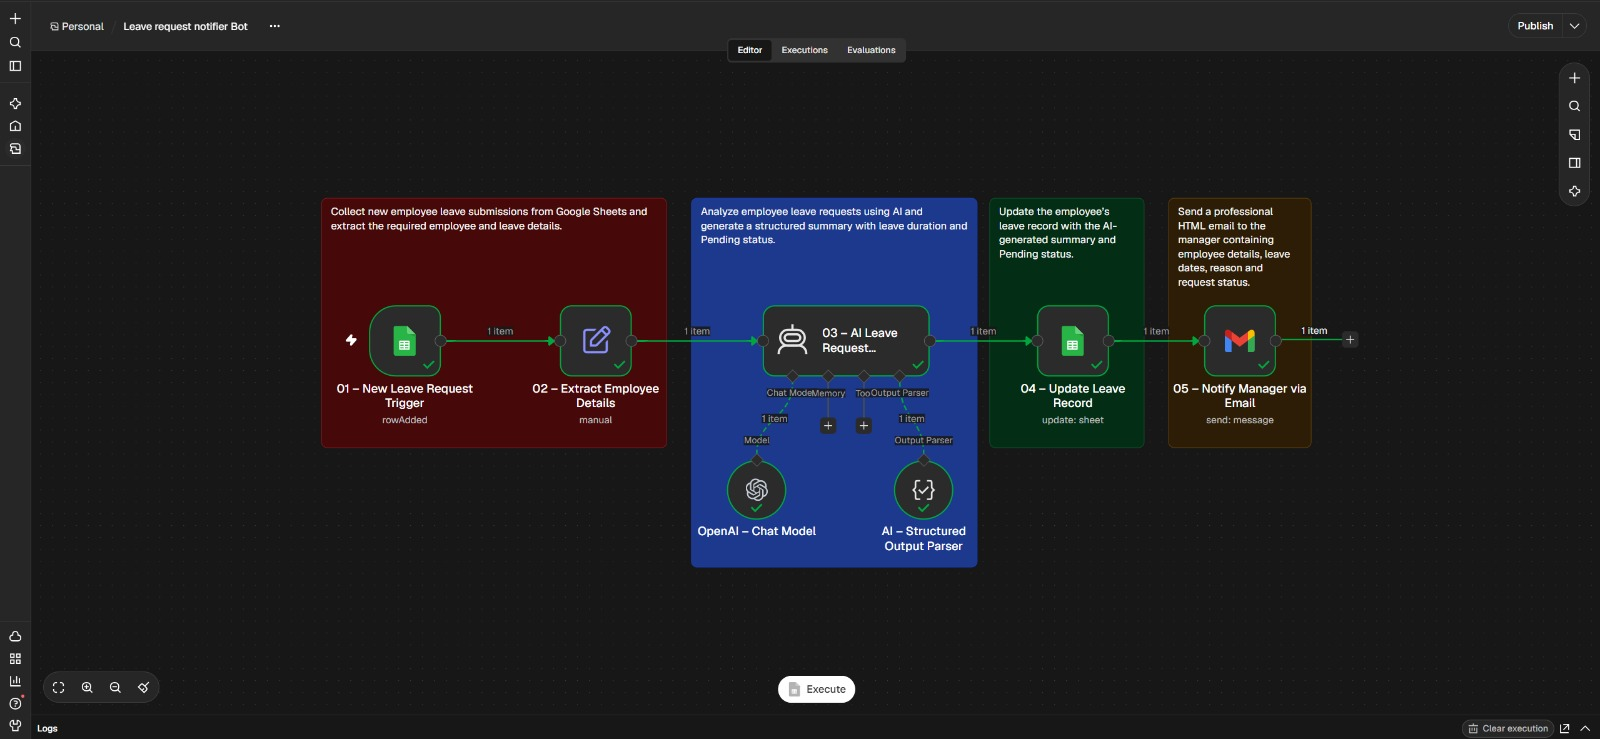 Personal / Leave request notifier Bot ...
Publish
Editor Executions Evaluations
Collect new employee leave submissions from Google Sheets and
extract the required employee and leave details.
1 item
01 – New Leave Request
Trigger
rowAdded
02 – Extract Employee
Details
manual
1 item
Analyze employee leave requests using AI and
generate a structured summary with leave duration and
Pending status.
03 – AI Leave
Request...
Chat Model
Memory
Tool
Output Parser
1 item
1 item
Model
Output Parser
OpenAI – Chat Model
AI – Structured
Output Parser
1 item
Update the employee's
leave record with the AI-
generated summary and
Pending status.
04 – Update Leave
Record
update: sheet
1 item
Send a professional
HTML email to the
manager containing
employee details, leave
dates, reason and
request status.
05 – Notify Manager via
Email
send: message
1 item
Execute
Logs
Clear execution